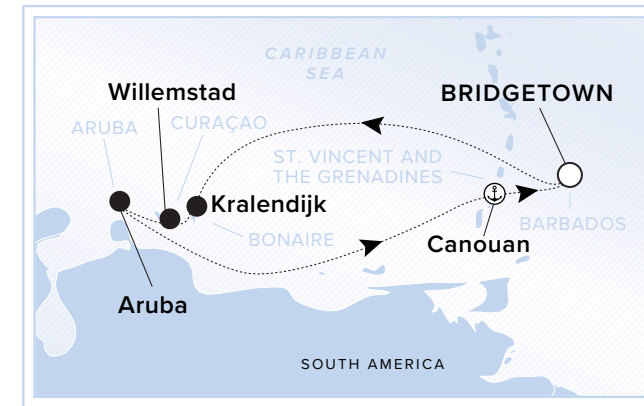 CARIBBEAN
SEA
Willemstad
BRIDGETOWN
ARUBA
CURAÇAO
ST. VINCENT AND
THE GRENADINES
Kralendijk
BARBADOS
BONAIRE
Canouan
Aruba
SOUTH AMERICA